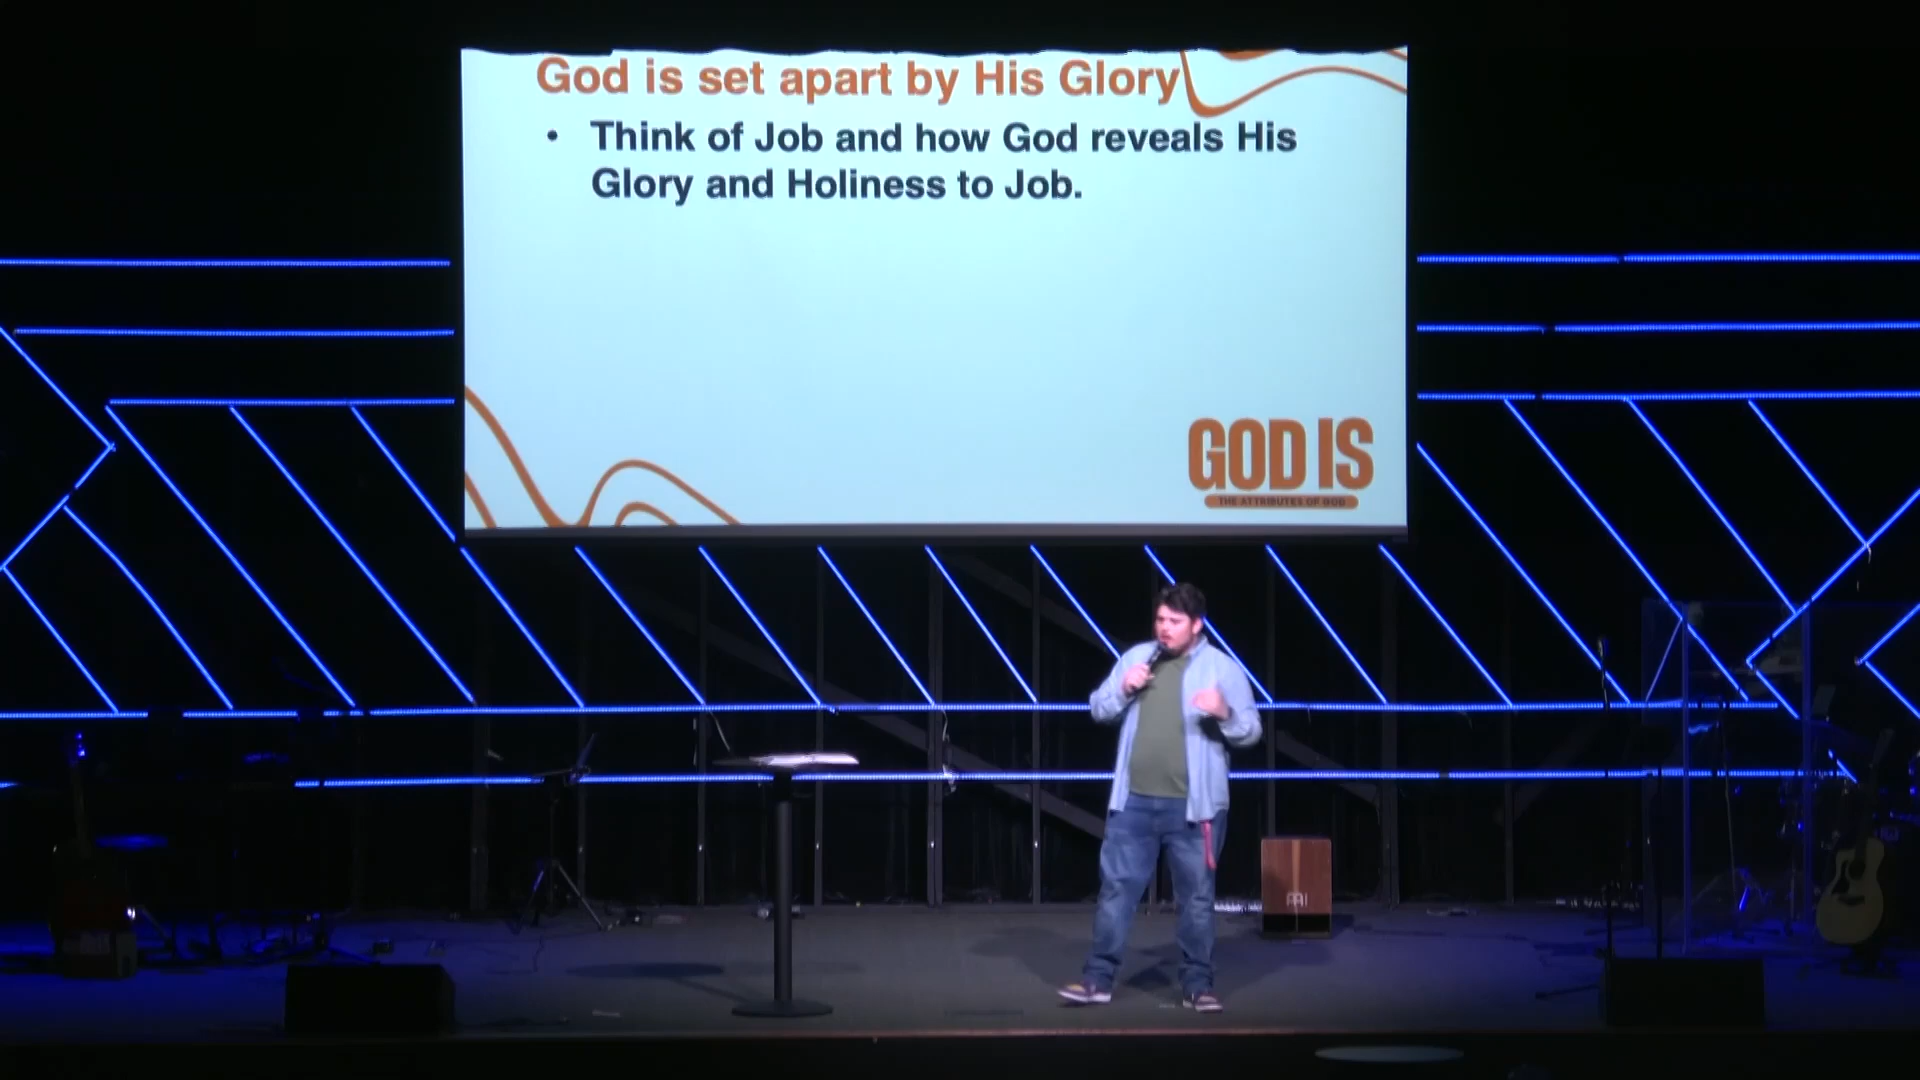 God is set apart by His Glory
• Think of Job and how God reveals His
Glory and Holiness to Job.
GOD IS
THE ATTRIBUTES OF GOD